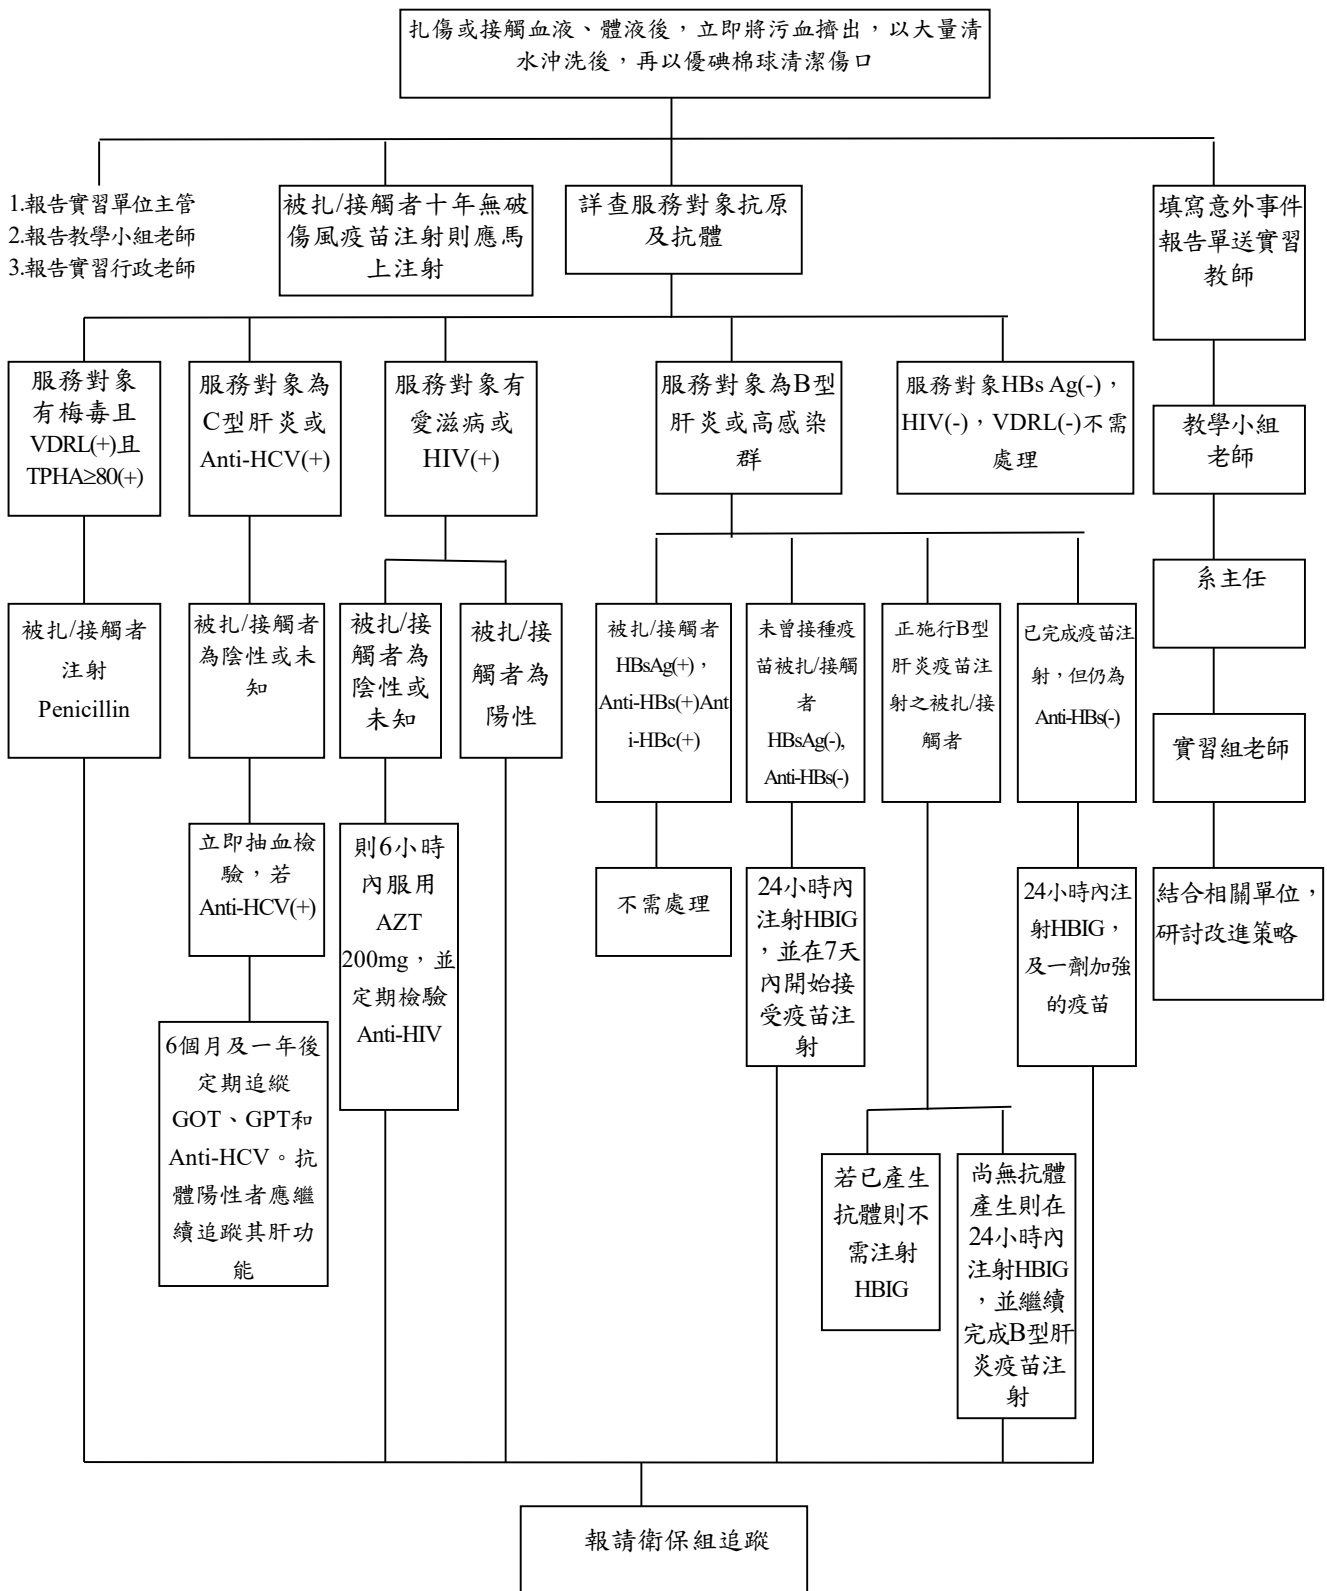 扎傷或接觸血液、體液後，立即將污血擠出，以大量清
水沖洗後，再以優碘棉球清潔傷口
1.報告實習單位主管
2.報告教學小組老師
3.報告實習行政老師
被扎/接觸者十年無破
傷風疫苗注射則應馬
上注射
詳查服務對象抗原
及抗體
填寫意外事件
報告單送實習
教師
服務對象
有梅毒且
VDRL(+)且
TPHA≥80(+)
服務對象為
C型肝炎或
Anti-HCV(+)
服務對象有
愛滋病或
HIV(+)
服務對象為B型
肝炎或高感染
群
服務對象HBs Ag(-)，
HIV(-)，VDRL(-)不需
處理
教學小組
老師
系主任
被扎/接觸者
注射
Penicillin
被扎/接觸者
為陰性或未
知
被扎/接
觸者為
陰性或
未知
被扎/接
觸者為
陽性
被扎/接觸者
HBsAg(+)，
Anti-HBs(+)Ant
i-HBc(+)
未曾接種疫
苗被扎/接觸
者
HBsAg(-),
Anti-HBs(-)
正施行B型
肝炎疫苗注
射之被扎/接
觸者
已完成疫苗注
射，但仍為
Anti-HBs(-)
實習組老師
立即抽血檢
驗，若
Anti-HCV(+)
則6小時
內服用
AZT
200mg，並
定期檢驗
Anti-HIV
不需處理
24小時內
注射HBIG
，並在7天
內開始接
受疫苗注
射
24小時內注
射HBIG，
及一劑加強
的疫苗
結合相關單位，
研討改進策略
6個月及一年後
定期追縱
GOT、GPT和
Anti-HCV。抗
體陽性者應繼
續追蹤其肝功
能
若已產生
抗體則不
需注射
HBIG
尚無抗體
產生則在
24小時內
注射HBIG
，並繼續
完成B型肝
炎疫苗注
射
報請衛保組追蹤